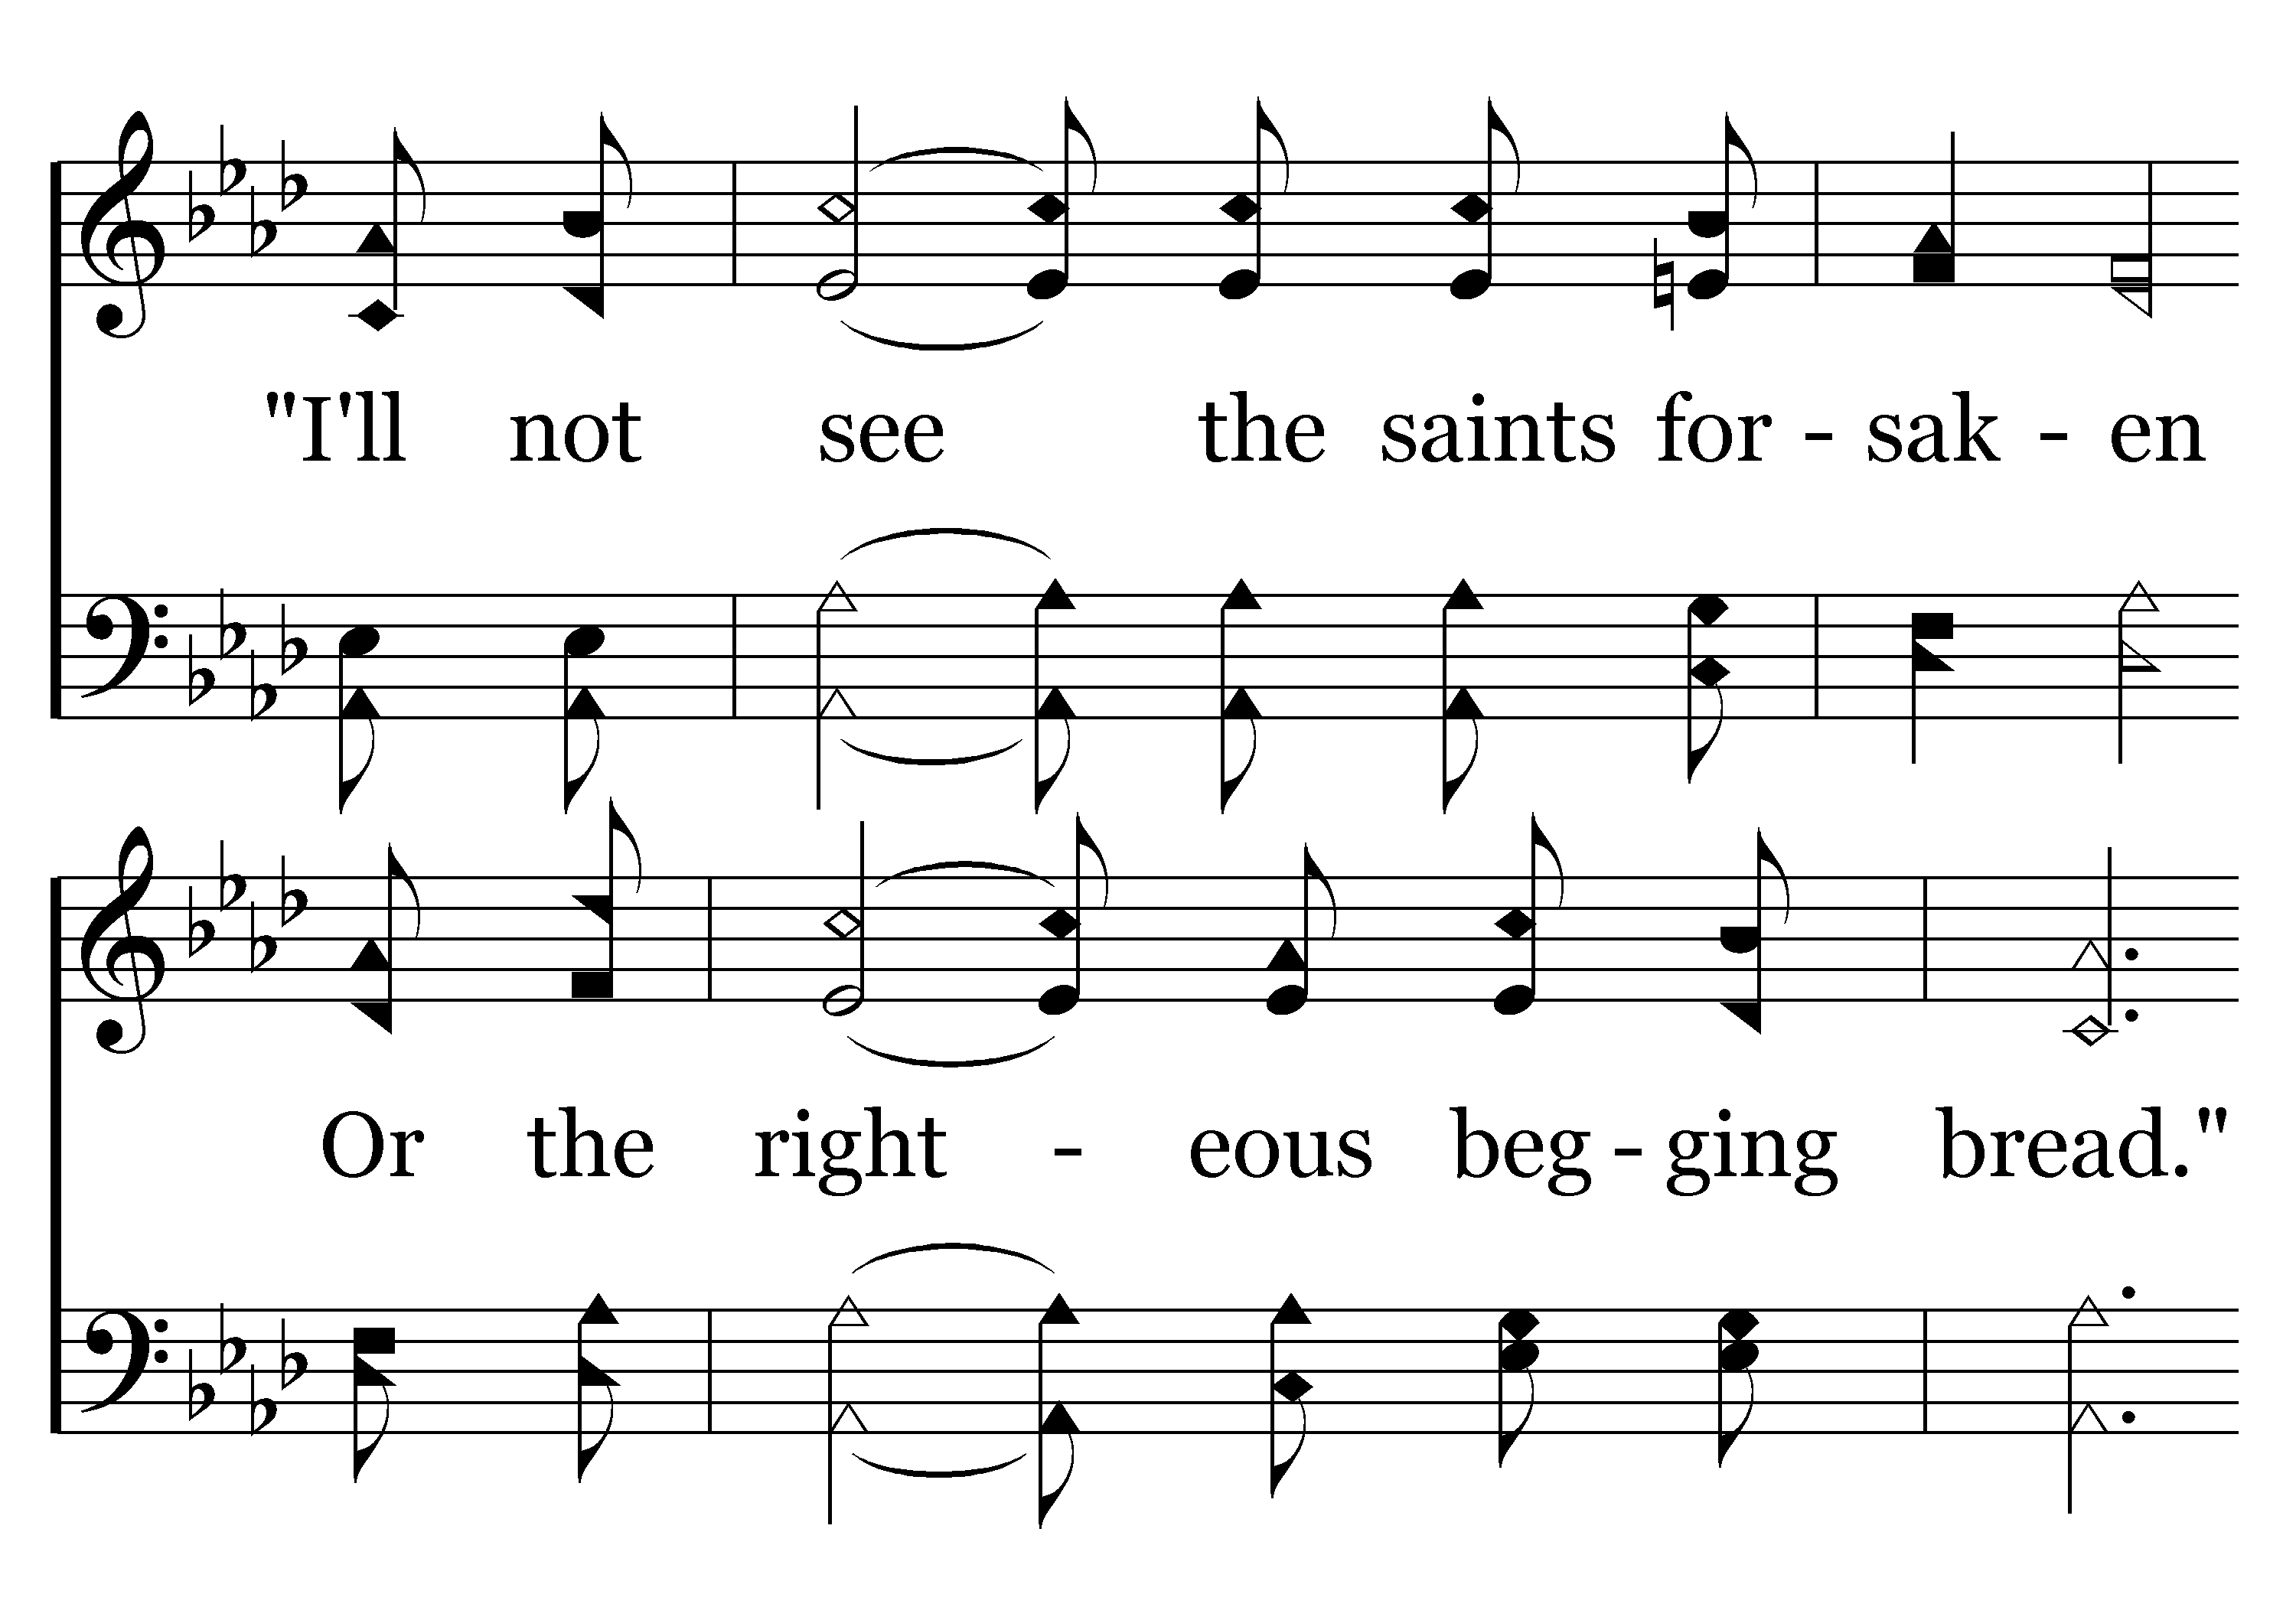 "I'll not see the saints for - sak - en
Or the right - eous beg - ging bread."